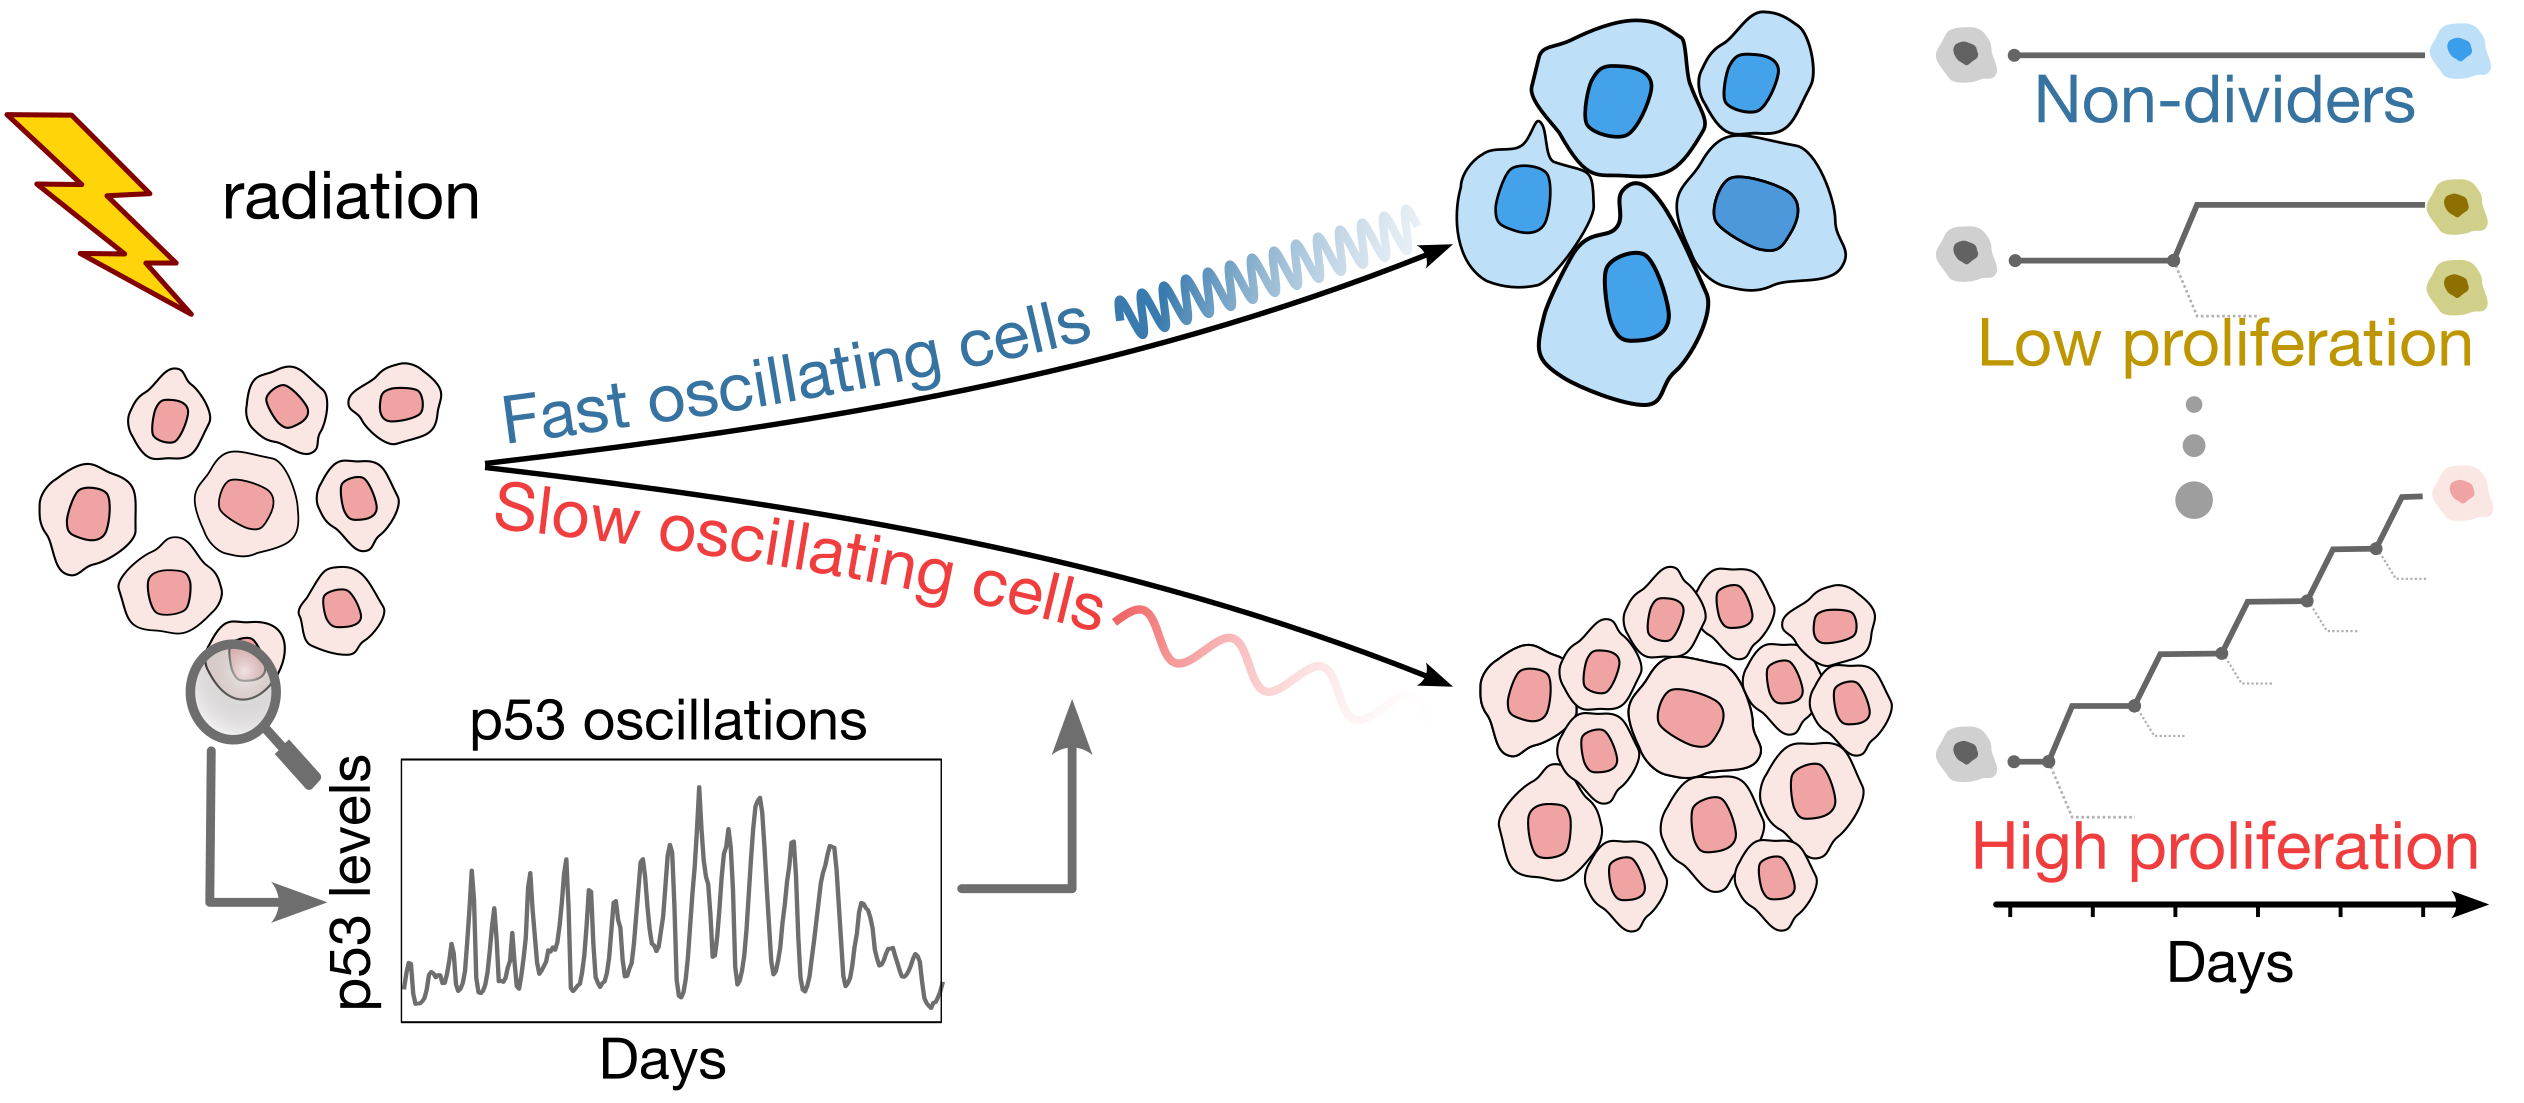 radiation
Fast oscillating cells
Slow oscillating cells
p53 oscillations
p53 levels
Days
Non-dividers
Low proliferation
High proliferation
Days